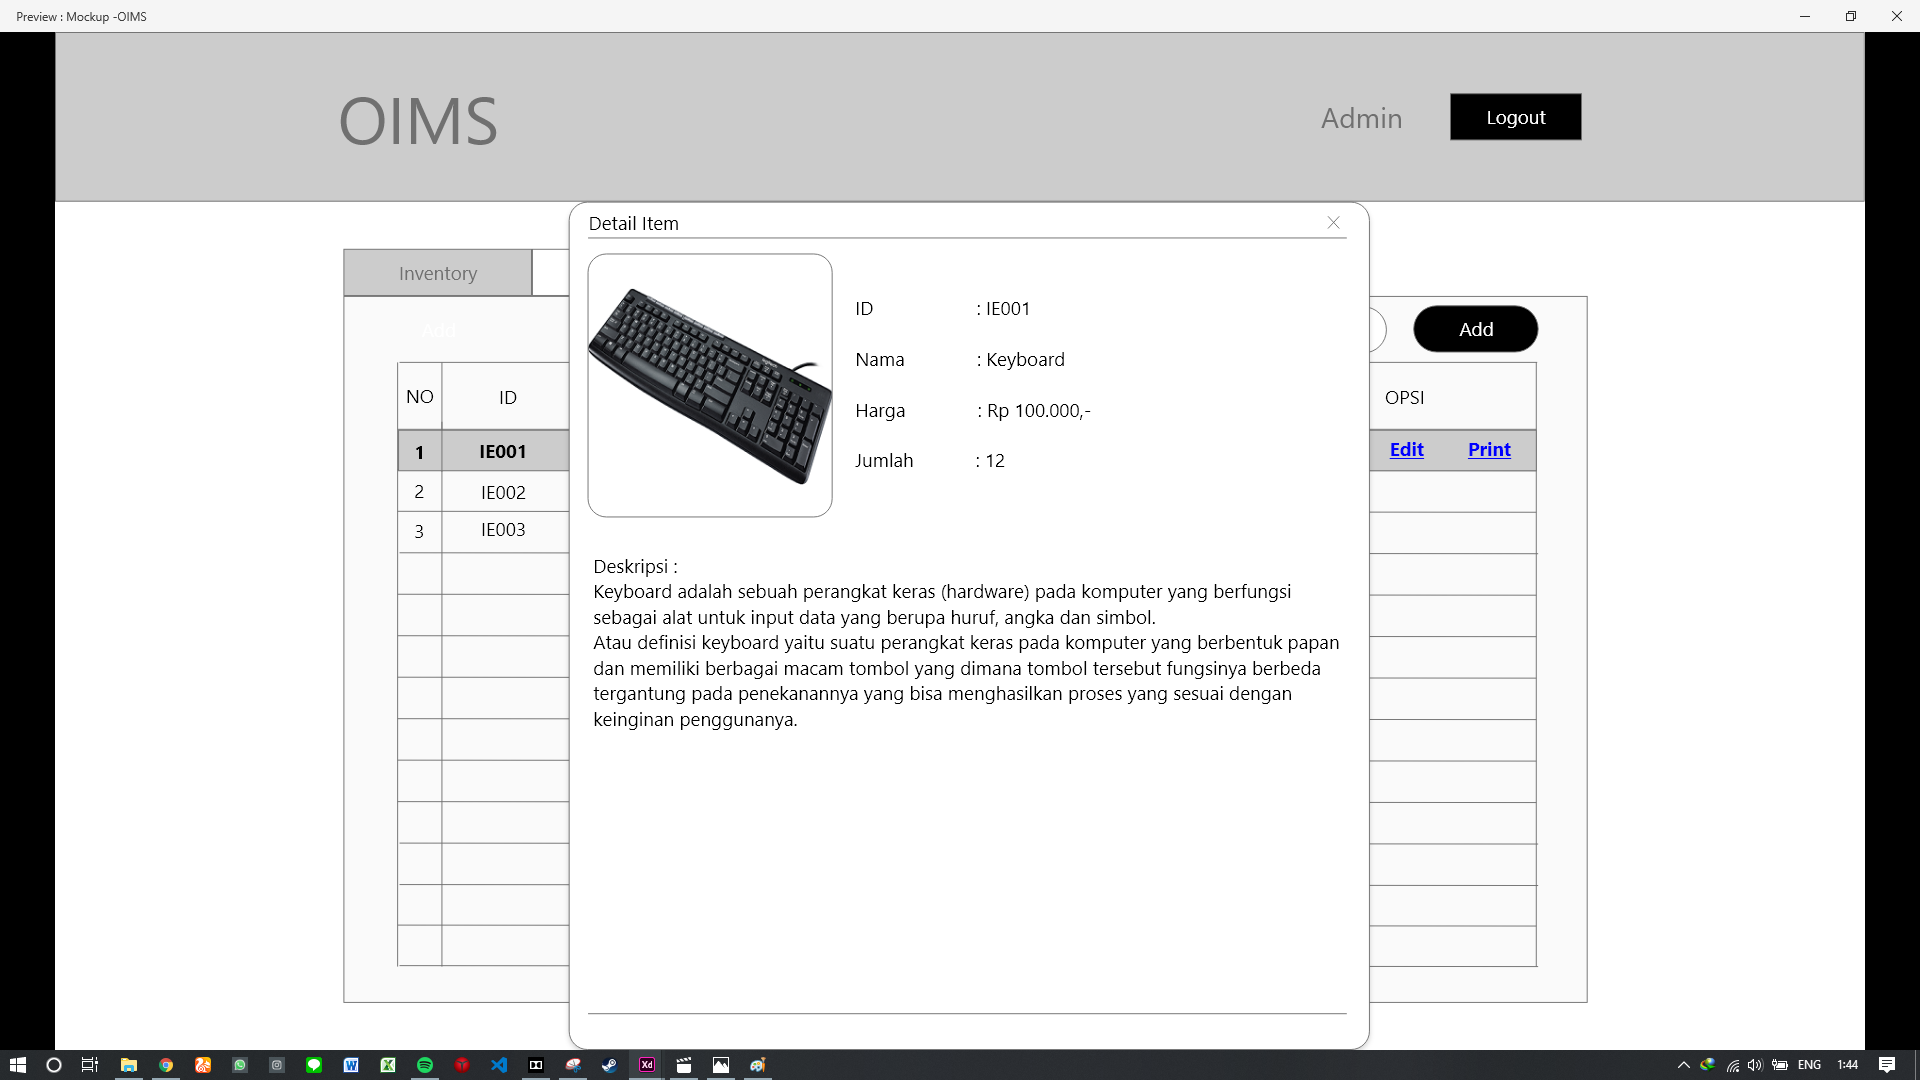 Preview : Mockup -OIMS
OIMS
Admin
Logout
Detail Item
Inventory
Add
Add
NO
ID
OPSI
1
IE001
Edit
Print
2
IE002
3
IE003
ID : IE001
Nama : Keyboard
Harga : Rp 100.000,-
Jumlah : 12
Deskripsi :
Keyboard adalah sebuah perangkat keras (hardware) pada komputer yang berfungsi
sebagai alat untuk input data yang berupa huruf, angka dan simbol.
Atau definisi keyboard yaitu suatu perangkat keras pada komputer yang berbentuk papan
dan memiliki berbagai macam tombol yang dimana tombol tersebut fungsinya berbeda
tergantung pada penekanannya yang bisa menghasilkan proses yang sesuai dengan
keinginan penggunanya.
Xd
ENG
1:44